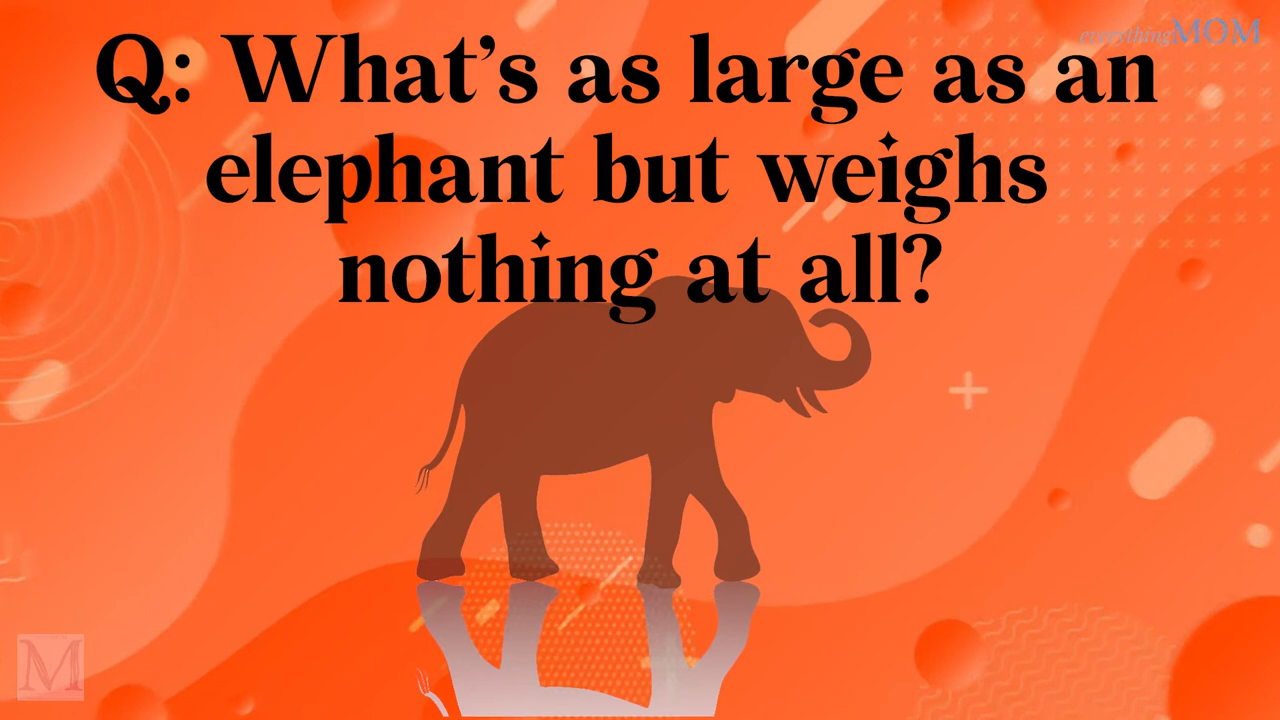 everythingMOM
Q: What’s as large as an
elephant but weighs
nothing at all?
M